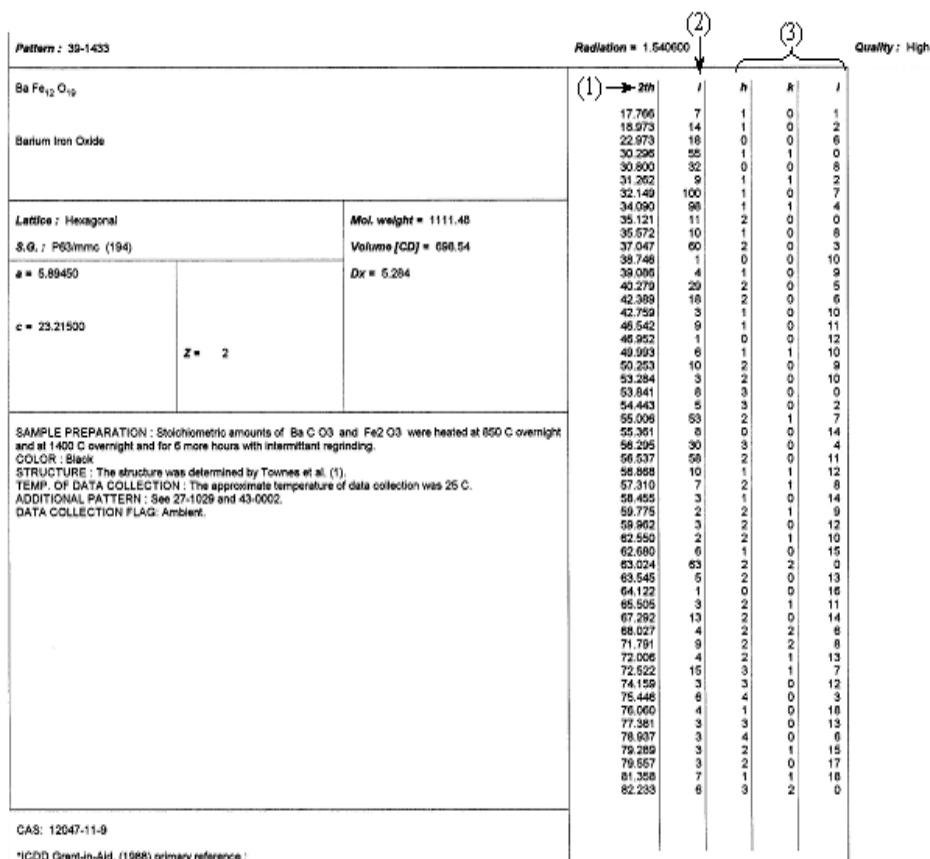 (2)
(3)
Pattern : 39-1433
Radiation = 1.540600
Quality : High
Ba Fe12 O19
Barium Iron Oxide
Lattice : Hexagonal
Mol. weight = 1111.48
S.G. : P63/mmc (194)
Volume [CD] = 698.54
a = 5.89450
Dx = 5.284
c = 23.21500
Z = 2
SAMPLE PREPARATION : Stoichiometric amounts of Ba C O3 and Fe2 O3 were heated at 850 C overnight
and at 1400 C overnight and for 6 more hours with intermittant regrinding.
COLOR : Black
STRUCTURE : The structure was determined by Townes et al. (1).
TEMP. OF DATA COLLECTION : The approximate temperature of data collection was 25 C.
ADDITIONAL PATTERN : See 27-1029 and 43-0002.
DATA COLLECTION FLAG: Ambient.
CAS: 12047-11-9
*ICDD Grant-in-Aid, (1988) primary reference :
(1) 2th I h k l
17.766 7 1 0 1
18.973 14 1 0 2
22.973 18 0 0 6
30.296 55 1 1 0
30.800 32 0 0 8
31.262 9 1 1 2
32.149 100 1 0 7
34.090 98 1 1 4
35.121 11 2 0 0
35.572 10 1 0 8
37.047 60 2 0 3
38.746 1 0 0 10
39.086 4 1 0 9
40.279 29 2 0 5
42.389 18 2 0 6
42.759 3 1 0 10
46.542 9 1 0 11
46.952 1 0 0 12
49.993 6 1 1 10
50.253 10 2 0 9
53.284 3 2 0 10
53.841 8 3 0 0
54.443 5 3 0 2
55.006 53 2 1 7
55.361 8 0 0 14
56.295 30 3 0 4
56.537 58 2 0 11
56.868 10 1 1 12
57.310 7 2 1 8
58.455 3 1 0 14
59.775 2 2 1 9
59.962 3 2 0 12
62.550 2 2 1 10
62.680 6 1 0 15
63.024 63 2 2 0
63.545 5 2 0 13
64.122 1 0 0 16
65.505 3 2 1 11
67.292 13 2 0 14
68.027 4 2 2 6
71.791 9 2 2 8
72.006 4 2 1 13
72.522 15 3 1 7
74.159 3 3 0 12
75.446 6 4 0 3
76.060 4 1 0 18
77.381 3 3 0 13
78.937 3 4 0 6
79.289 3 2 1 15
79.557 3 2 0 17
81.358 7 1 1 18
82.233 6 3 2 0